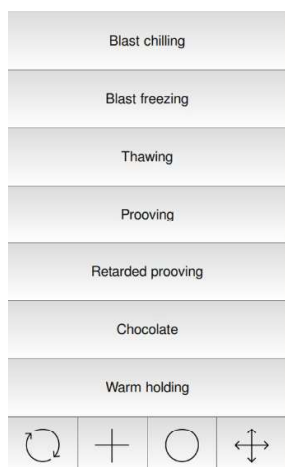 Blast chilling
Blast freezing
Thawing
Prooving
Retarded prooving
Chocolate
Warm holding